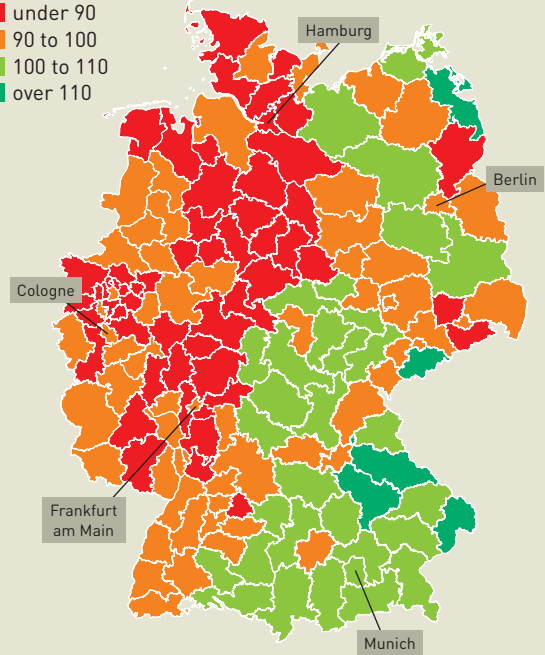 under 90
90 to 100
100 to 110
over 110
Hamburg
Berlin
Cologne
Frankfurt
am Main
Munich